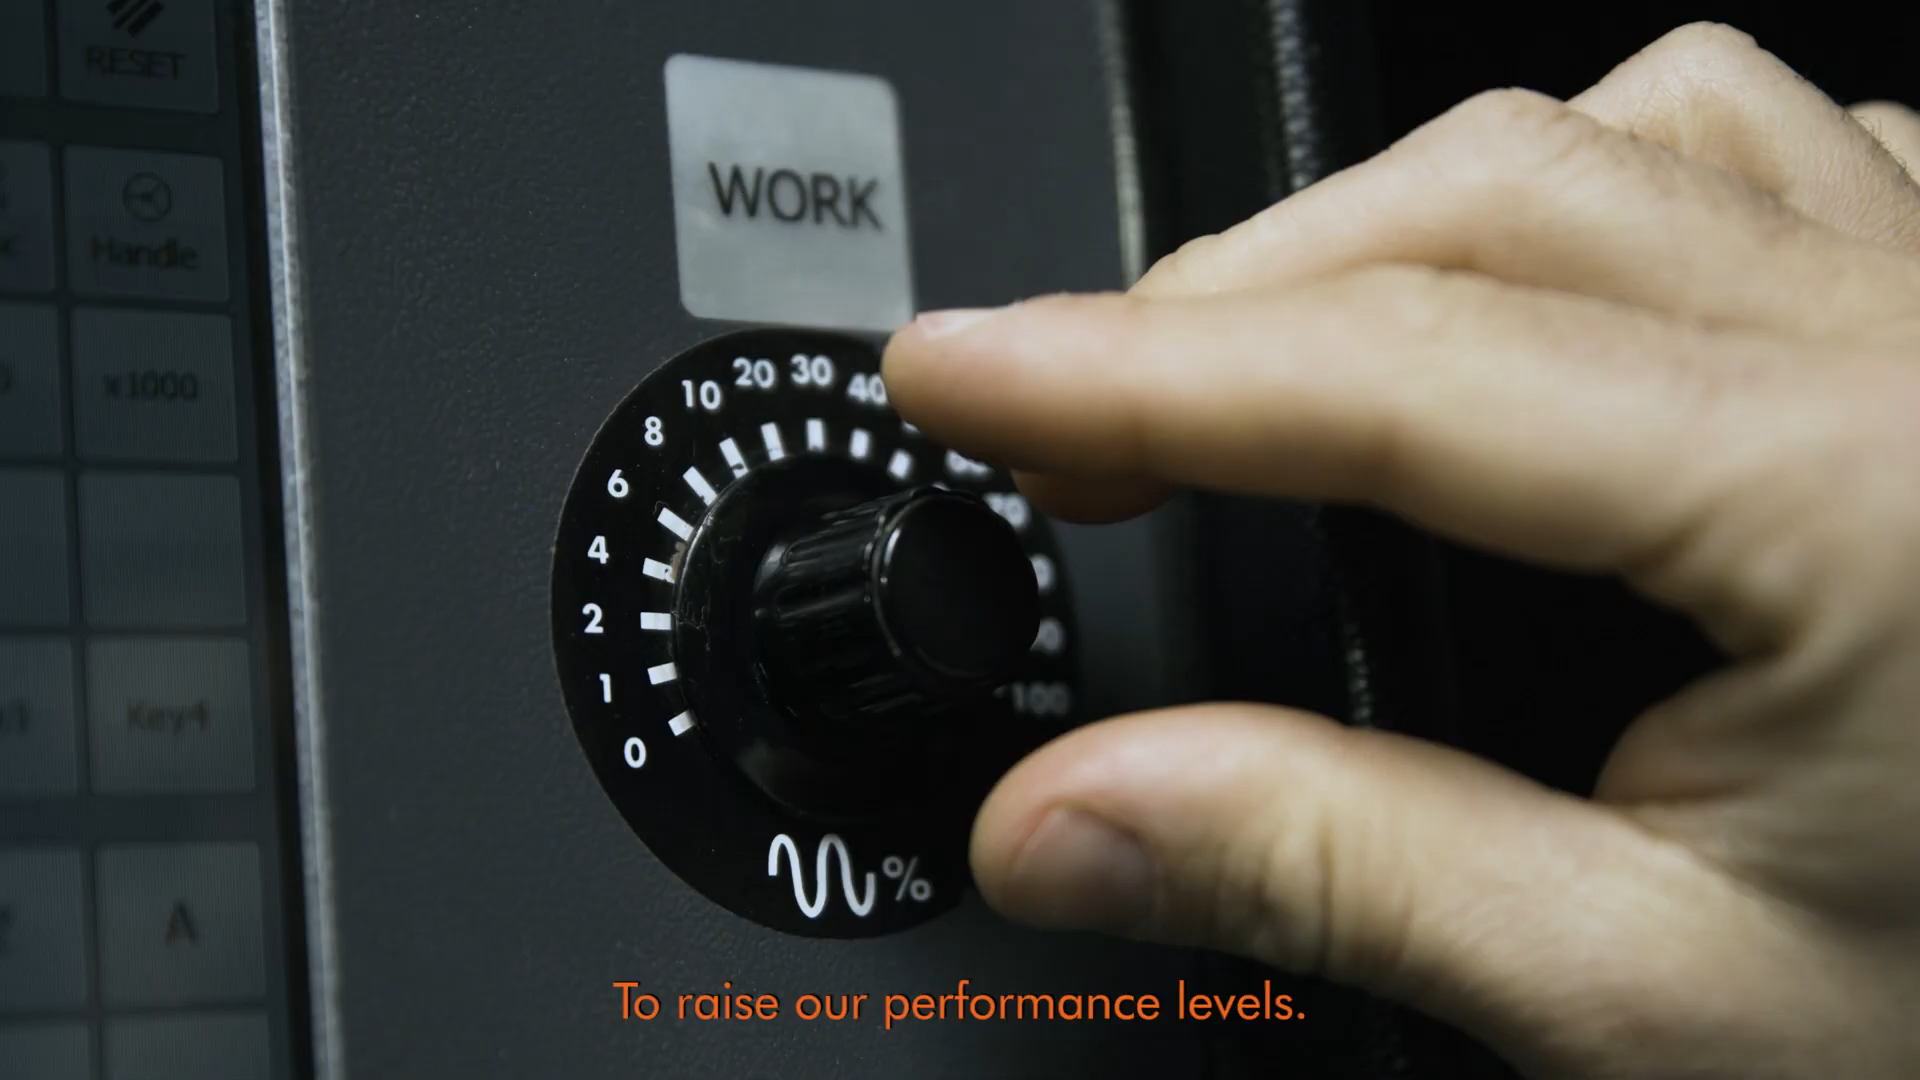 RESET
WORK
Handle
x1000
10 20 30 40
8
6
4
2
1
0
100
Key4
%
A
To raise our performance levels.